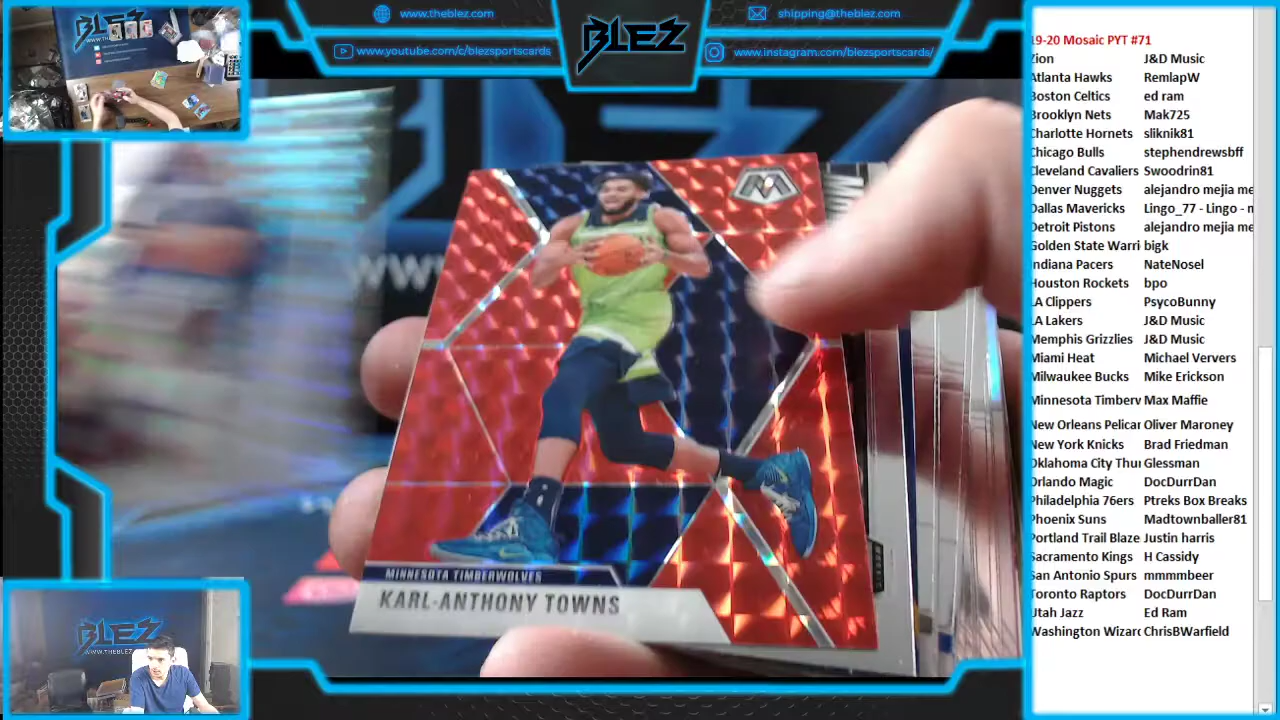 BLEZ
www.theblez.com
shipping@theblez.com
www.youtube.com/c/blezsportscards
www.instagram.com/blezsportscards/
BLEZ
MINNESOTA TIMBERWOLVES
KARL-ANTHONY TOWNS
BLEZ
WWW.THEBLEZ.COM
19-20 Mosaic PYT #71
Zion J&D Music
Atlanta Hawks RemlapW
Boston Celtics ed ram
Brooklyn Nets Mak725
Charlotte Hornets sliknik81
Chicago Bulls stephendrewsbff
Cleveland Cavaliers Swoodrin81
Denver Nuggets alejandro mejia me
Dallas Mavericks Lingo_77 - Lingo - m
Detroit Pistons alejandro mejia me
Golden State Warri bigk
Indiana Pacers NateNosel
Houston Rockets bpo
LA Clippers PsycoBunny
LA Lakers J&D Music
Memphis Grizzlies J&D Music
Miami Heat Michael Ververs
Milwaukee Bucks Mike Erickson
Minnesota Timberv Max Maffie
New Orleans Pelicar Oliver Maroney
New York Knicks Brad Friedman
Oklahoma City Thu Glessman
Orlando Magic DocDurrDan
Philadelphia 76ers Ptreks Box Breaks
Phoenix Suns Madtownballer81
Portland Trail Blaze Justin harris
Sacramento Kings H Cassidy
San Antonio Spurs mmmmbeer
Toronto Raptors DocDurrDan
Utah Jazz Ed Ram
Washington Wizard ChrisBWarfield